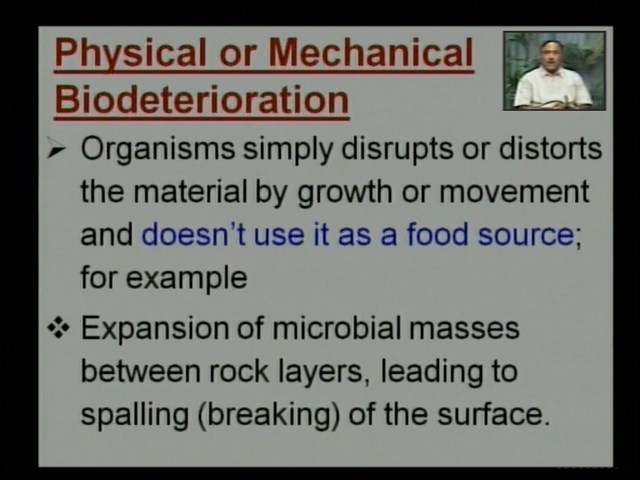 Physical or Mechanical
Biodeterioration
➢ Organisms simply disrupts or distorts
the material by growth or movement
and doesn't use it as a food source;
for example
❖ Expansion of microbial masses
between rock layers, leading to
spalling (breaking) of the surface.